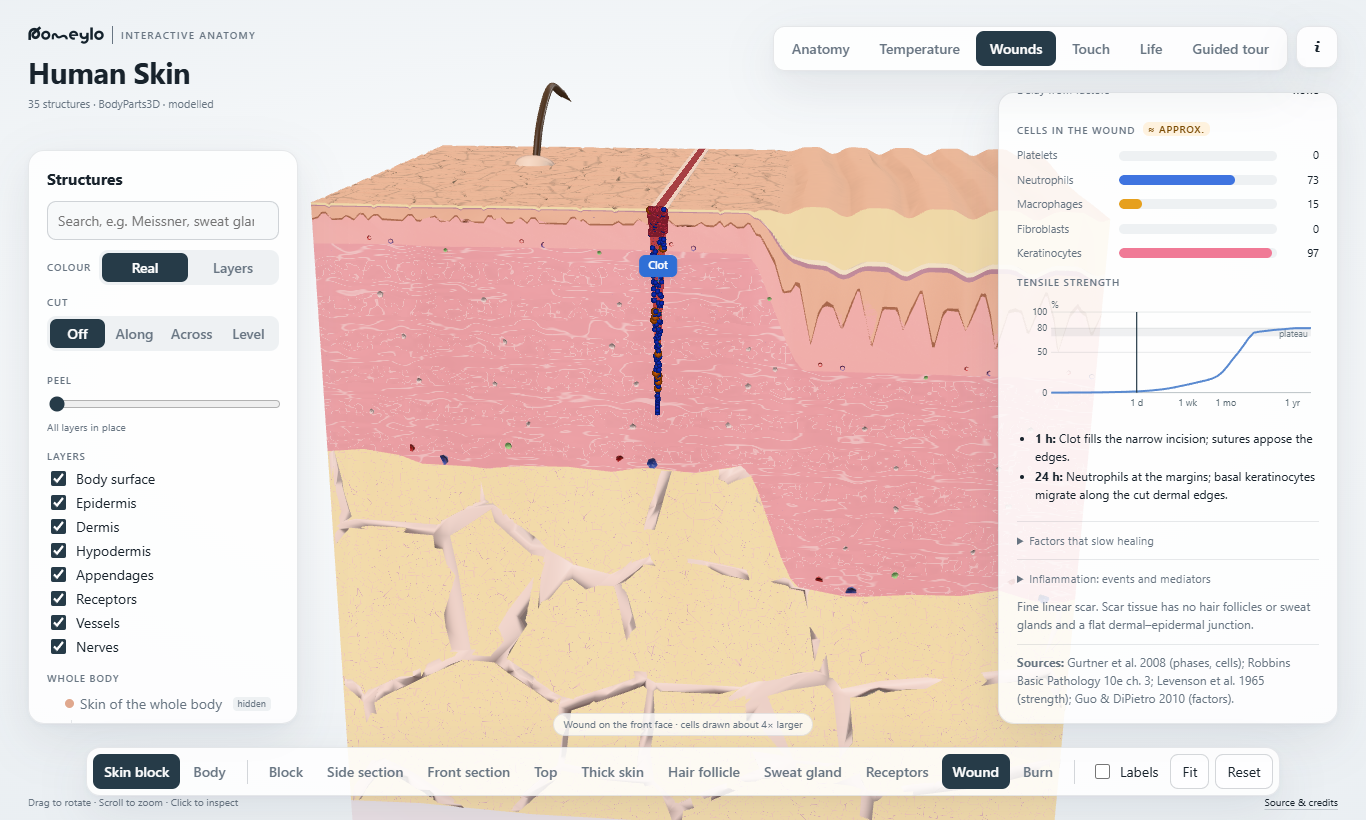 Pomeylo
INTERACTIVE ANATOMY
Human Skin
35 structures · BodyParts3D · modelled
Anatomy
Temperature
Wounds
Touch
Life
Guided tour
i
Structures
Search, e.g. Meissner, sweat glar
COLOUR
Real
Layers
CUT
Off
Along
Across
Level
PEEL
All layers in place
LAYERS
Body surface
Epidermis
Dermis
Hypodermis
Appendages
Receptors
Vessels
Nerves
WHOLE BODY
Skin of the whole body hidden
Clot
Wound on the front face · cells drawn about 4× larger
CELLS IN THE WOUND ≈ APPROX.
Platelets 0
Neutrophils 73
Macrophages 15
Fibroblasts 0
Keratinocytes 97
TENSILE STRENGTH
%
100
80
plateau
50
0
1 d
1 wk
1 mo
1 yr
1 h: Clot fills the narrow incision; sutures appose the
edges.
24 h: Neutrophils at the margins; basal keratinocytes
migrate along the cut dermal edges.
Factors that slow healing
Inflammation: events and mediators
Fine linear scar. Scar tissue has no hair follicles or sweat
glands and a flat dermal–epidermal junction.
Sources: Gurtner et al. 2008 (phases, cells); Robbins
Basic Pathology 10e ch. 3; Levenson et al. 1965
(strength); Guo & DiPietro 2010 (factors).
Skin block
Body
Block
Side section
Front section
Top
Thick skin
Hair follicle
Sweat gland
Receptors
Wound
Burn
Labels
Fit
Reset
Drag to rotate · Scroll to zoom · Click to inspect
Source & credits